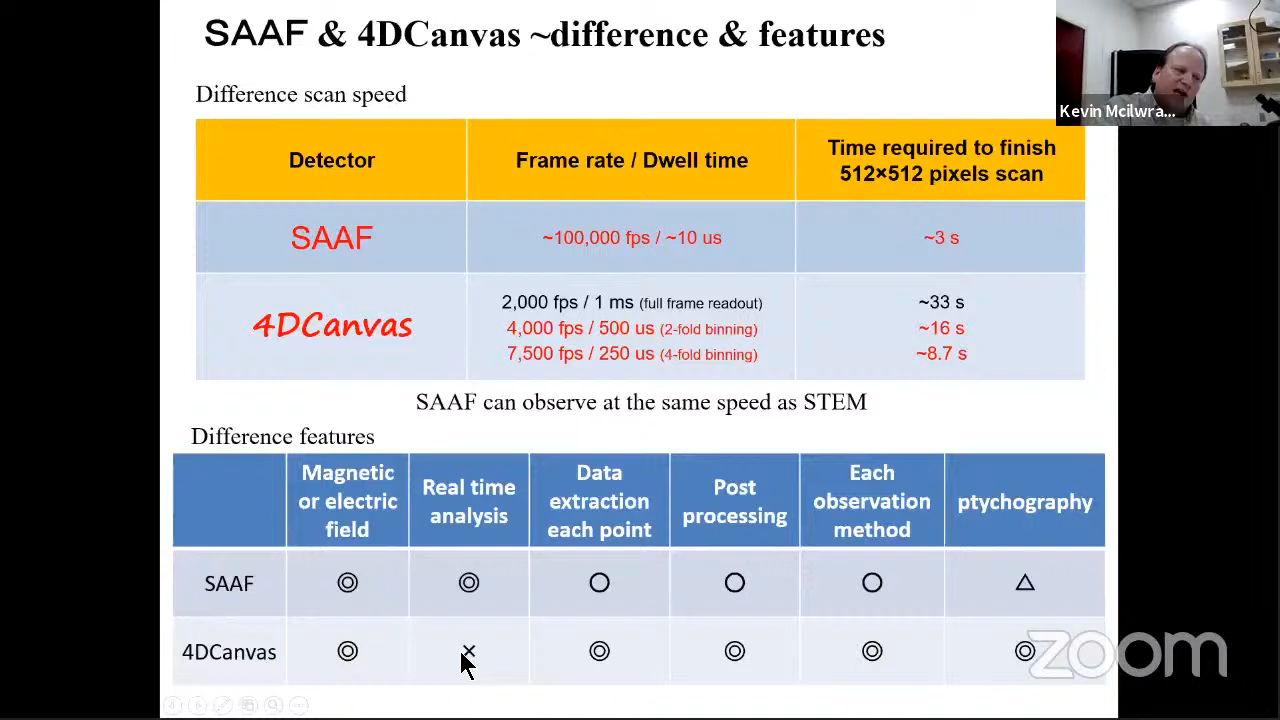 SAAF & 4DCanvas ~difference & features
Kevin Mcilwra...
Difference scan speed
Detector
Frame rate / Dwell time
Time required to finish
512×512 pixels scan
SAAF
~100,000 fps / ~10 us
~3 s
4DCanvas
2,000 fps / 1 ms (full frame readout)
4,000 fps / 500 us (2-fold binning)
7,500 fps / 250 us (4-fold binning)
~33 s
~16 s
~8.7 s
SAAF can observe at the same speed as STEM
Difference features
Magnetic
or electric
field
Real time
analysis
Data
extraction
each point
Post
processing
Each
observation
method
ptychography
SAAF ◎ ◎ ○ ○ ○ △
4DCanvas ◎ × ◎ ◎ ◎ ◎
zoom